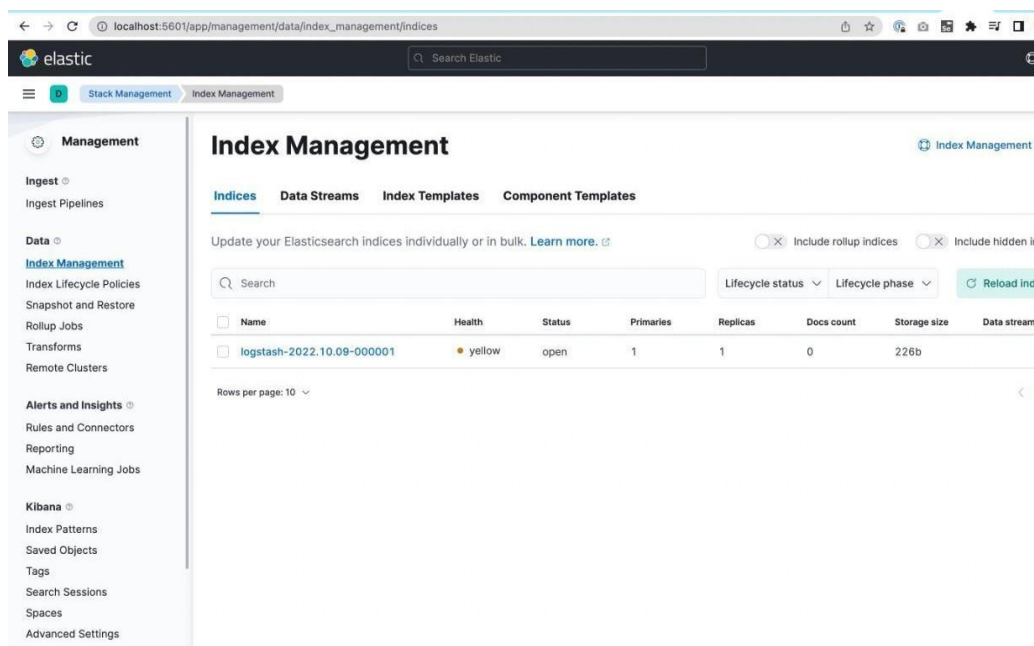 localhost:5601/app/management/data/index_management/indices
elastic
Search Elastic
D
Stack Management
Index Management
Management
Ingest
Ingest Pipelines
Data
Index Management
Index Lifecycle Policies
Snapshot and Restore
Rollup Jobs
Transforms
Remote Clusters
Alerts and Insights
Rules and Connectors
Reporting
Machine Learning Jobs
Kibana
Index Patterns
Saved Objects
Tags
Search Sessions
Spaces
Advanced Settings
Index Management
Index Management
Indices Data Streams Index Templates Component Templates
Update your Elasticsearch indices individually or in bulk. Learn more.
Include rollup indices
Include hidden
Search
Lifecycle status
Lifecycle phase
Reload
Name Health Status Primaries Replicas Docs count Storage size Data stream
logstash-2022.10.09-000001 yellow open 1 1 0 226b
Rows per page: 10